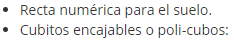 • Recta numérica para el suelo.
• Cubitos encajables o poli-cubos: